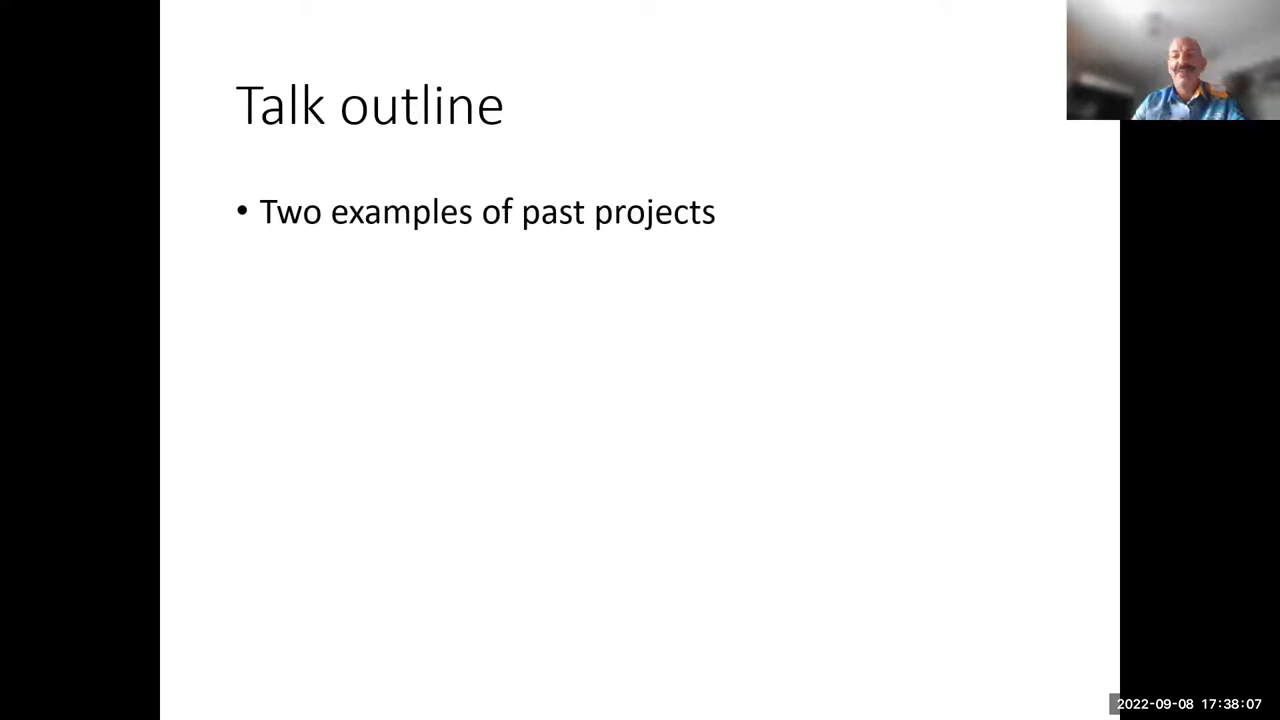 Talk outline
• Two examples of past projects
2022-09-08 17:38:07